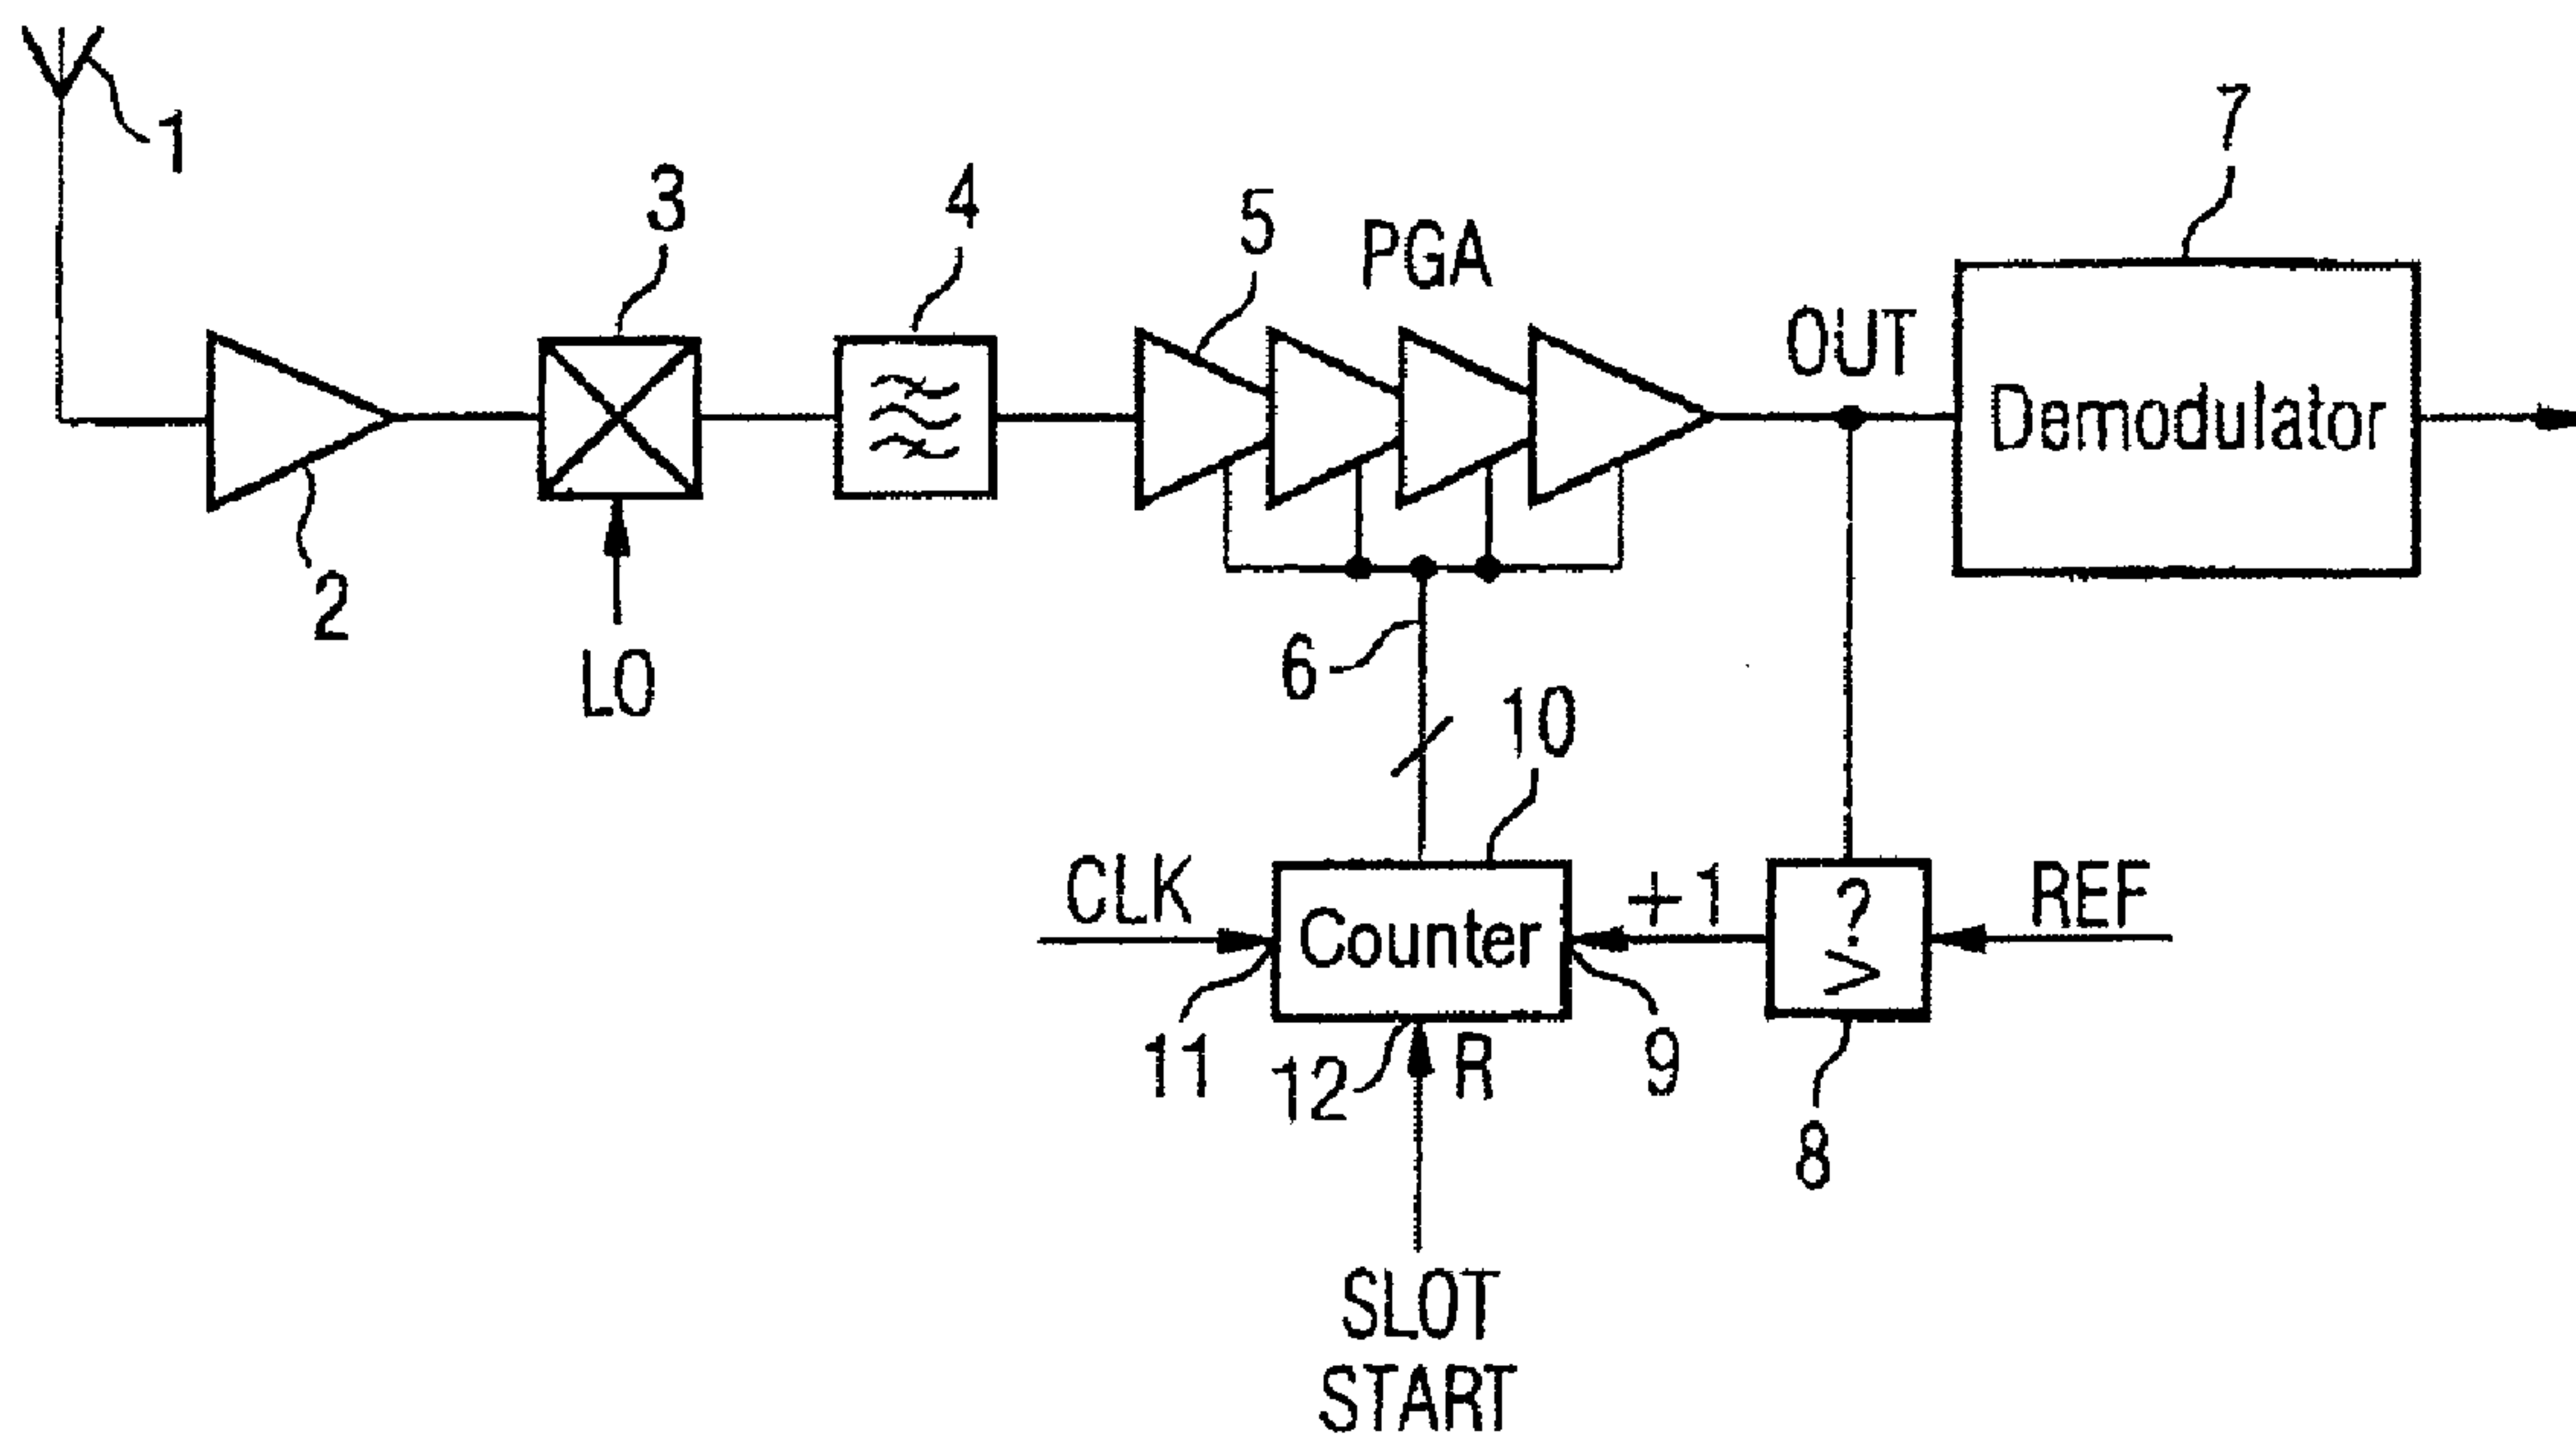 1
7
3
4
5
PGA
OUT
Demodulator
2
LO
6
10
CLK
Counter
+1
>?
REF
11
12
R
9
8
SLOT
START